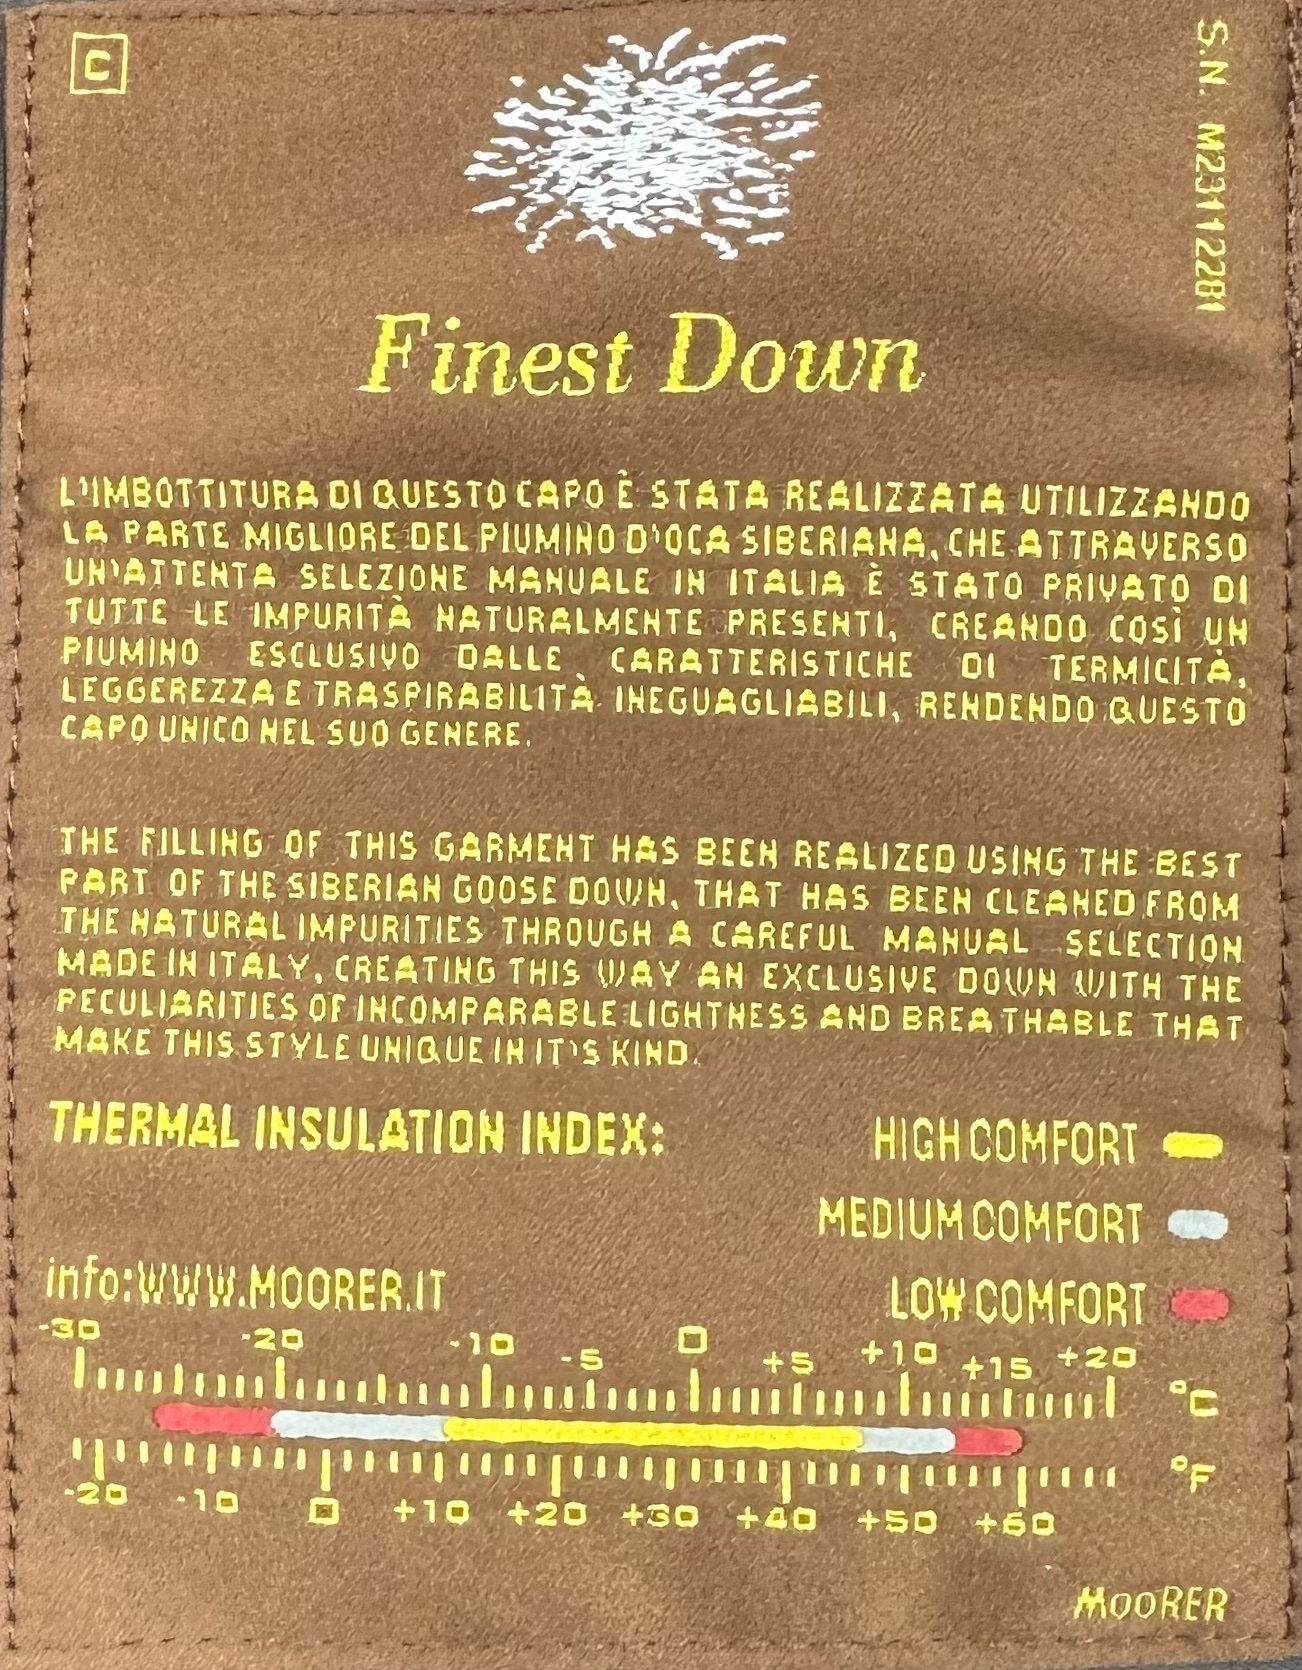 C
S.N. M231122281
Finest Down
L'IMBOTTITURA DI QUESTO CAPO È STATA REALIZZATA UTILIZZANDO
LA PARTE MIGLIORE DEL PIUMINO D'OCA SIBERIANA, CHE ATTRAVERSO
UN'ATTENTA SELEZIONE MANUALE IN ITALIA È STATO PRIVATO DI
TUTTE LE IMPURITÀ NATURALMENTE PRESENTI, CREANDO COSÌ UN
PIUMINO ESCLUSIVO DALLE CARATTERISTICHE DI TERMICITÀ,
LEGGEREZZA E TRASPIRABILITÀ INEGUAGLIABILI, RENDENDO QUESTO
CAPO UNICO NEL SUO GENERE.
THE FILLING OF THIS GARMENT HAS BEEN REALIZED USING THE BEST
PART OF THE SIBERIAN GOOSE DOWN, THAT HAS BEEN CLEANED FROM
THE NATURAL IMPURITIES THROUGH A CAREFUL MANUAL SELECTION
MADE IN ITALY, CREATING THIS WAY AN EXCLUSIVE DOWN WITH THE
PECULIARITIES OF INCOMPARABLE LIGHTNESS AND BREATHABLE THAT
MAKE THIS STYLE UNIQUE IN IT'S KIND.
THERMAL INSULATION INDEX:
HIGH COMFORT
MEDIUM COMFORT
LOW COMFORT
info:WWW.MOORER.IT
-30 -20 -10 -5 0 +5 +10 +15 +20
°C
°F
-20 -10 0 +10 +20 +30 +40 +50 +60
MOORER